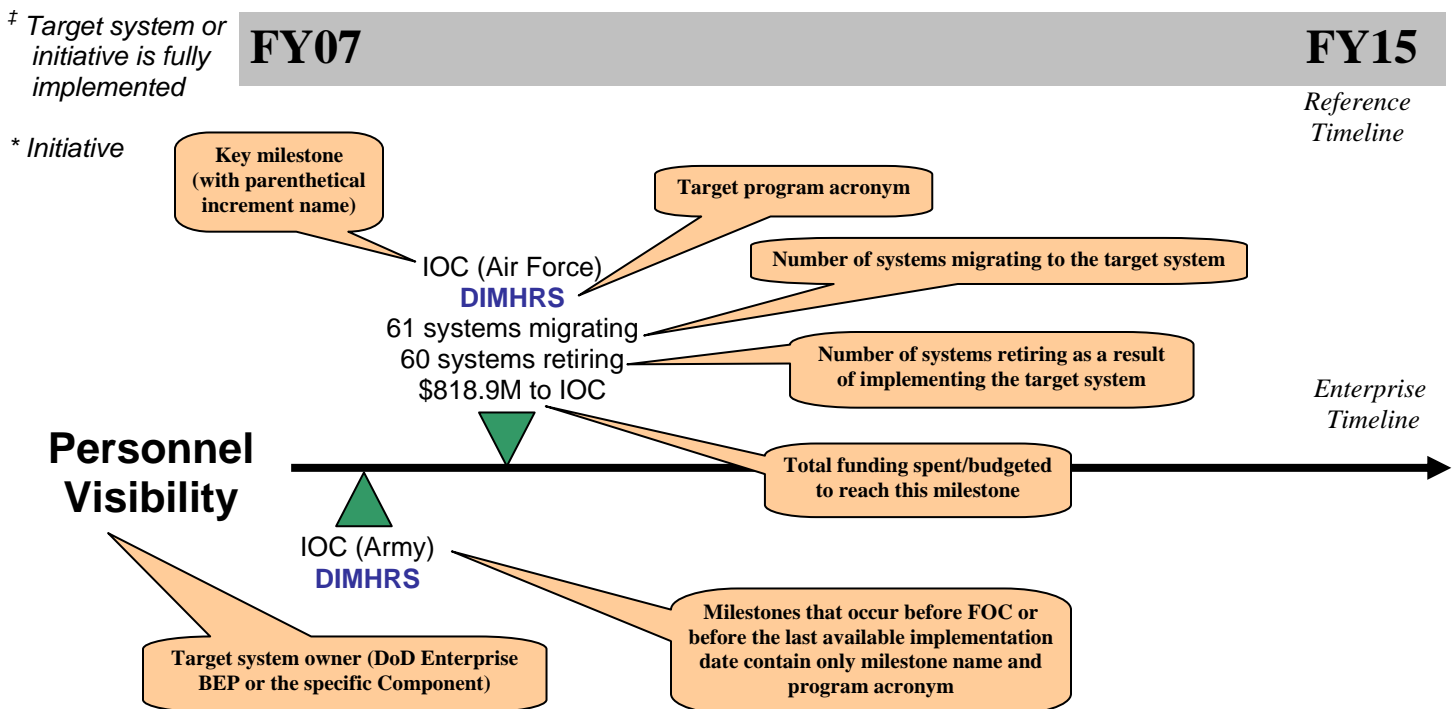 ‡ Target system or
initiative is fully
implemented
FY07
FY15
Reference
Timeline
* Initiative
Key milestone
(with parenthetical
increment name)
Target program acronym
IOC (Air Force)
DIMHRS
61 systems migrating
60 systems retiring
$818.9M to IOC
Number of systems migrating to the target system
Number of systems retiring as a result
of implementing the target system
Enterprise
Timeline
Personnel
Visibility
Total funding spent/budgeted
to reach this milestone
IOC (Army)
DIMHRS
Milestones that occur before FOC or
before the last available implementation
date contain only milestone name and
program acronym
Target system owner (DoD Enterprise
BEP or the specific Component)